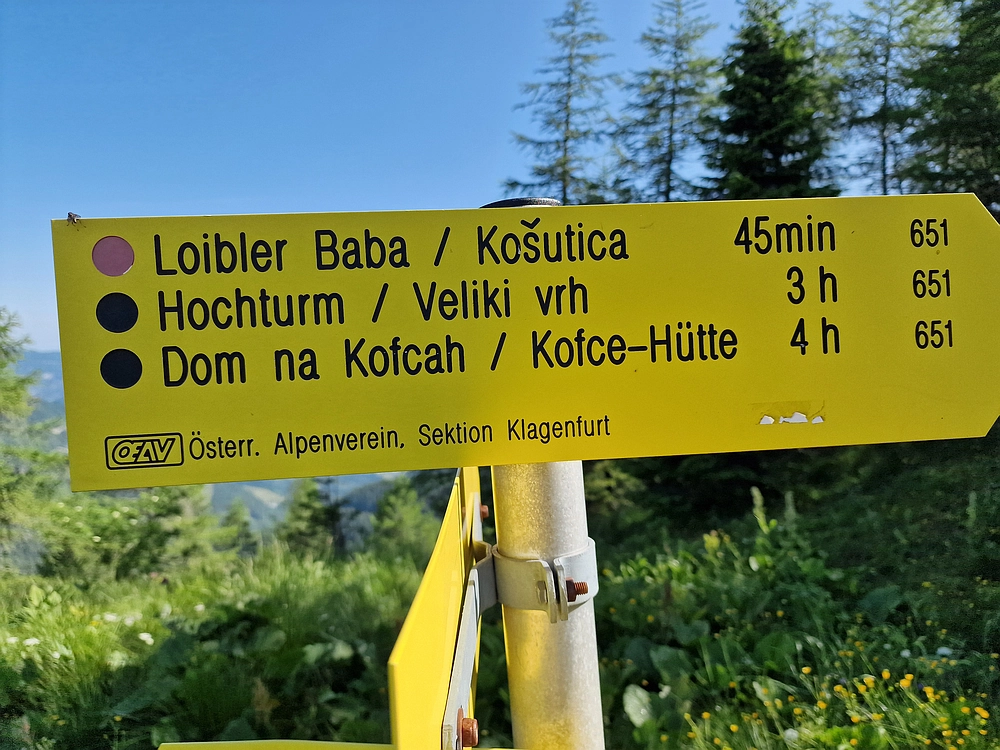 Loibler Baba / Košutica 45min 651
Hochturm / Veliki vrh 3 h 651
Dom na Kofcah / Kofce-Hütte 4 h 651
OEAV Österr. Alpenverein, Sektion Klagenfurt